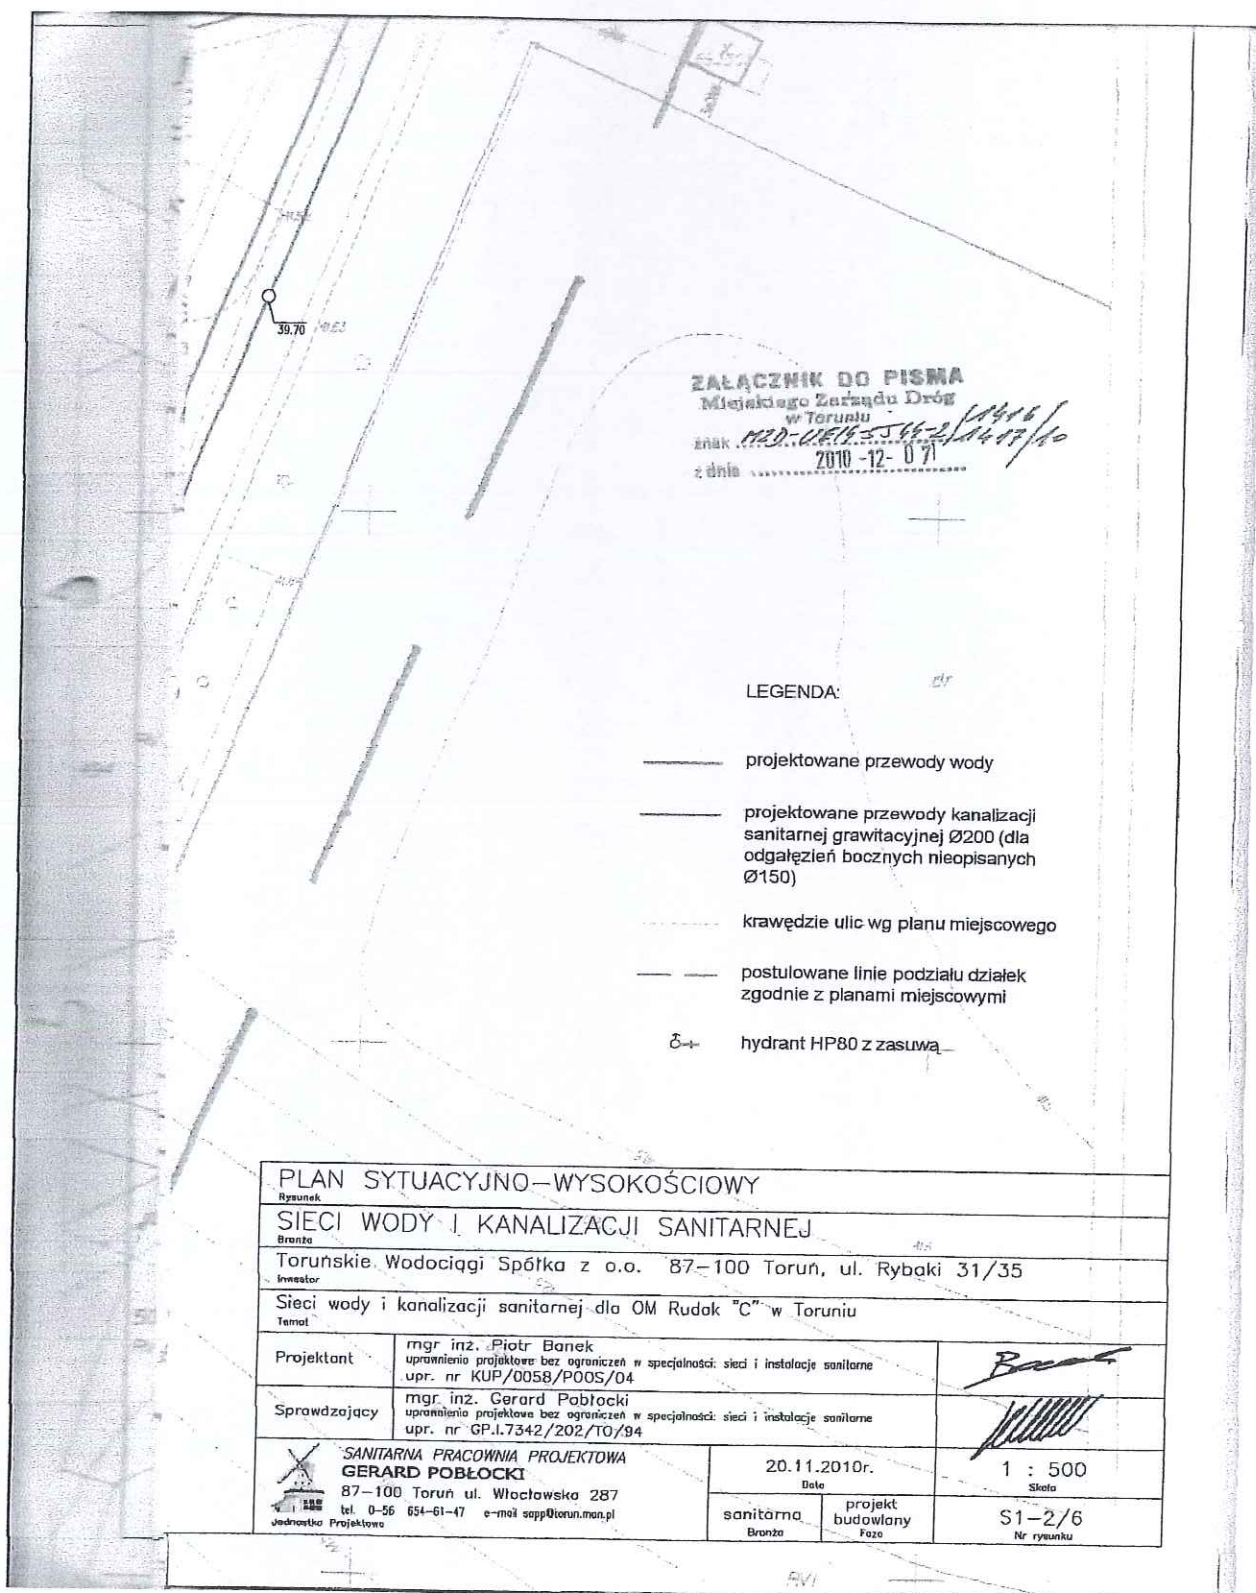 39.70
ZAŁĄCZNIK DO PISMA
Miejskiego Zarządu Dróg
w Toruniu
znak
z dnia 2010 -12- 07
LEGENDA:
projektowane przewody wody
projektowane przewody kanalizacji
sanitarnej grawitacyjnej Ø200 (dla
odgałęzień bocznych nieopisanych
Ø150)
krawędzie ulic wg planu miejscowego
postulowane linie podziału działek
zgodnie z planami miejscowymi
hydrant HP80 z zasuwą
PLAN SYTUACYJNO-WYSOKOŚCIOWY
Rysunek
SIECI WODY I KANALIZACJI SANITARNEJ
Branża
Toruńskie Wodociągi Spółka z o.o. 87-100 Toruń, ul. Rybaki 31/35
Inwestor
Sieci wody i kanalizacji sanitarnej dla OM Rudak "C" w Toruniu
Temat
Projektant
mgr inż. Piotr Banek
uprawnienia projektowe bez ograniczeń w specjalności: sieci i instalacje sanitarne
upr. nr KUP/0058/POOS/04
Sprawdzający
mgr. inż. Gerard Pobłocki
uprawnienia projektowe bez ograniczeń w specjalności: sieci i instalacje sanitarne
upr. nr GP.I.7342/202/TO/94
SANITARNA PRACOWNIA PROJEKTOWA
GERARD POBŁOCKI
87-100 Toruń ul. Włocławska 287
tel. 0-56 654-61-47 e-mail sapp@torun.man.pl
Jednostka Projektowa
20.11.2010r.
Data
1 : 500
Skala
sanitarna
Branża
projekt
budowlany
Faza
S1-2/6
Nr rysunku